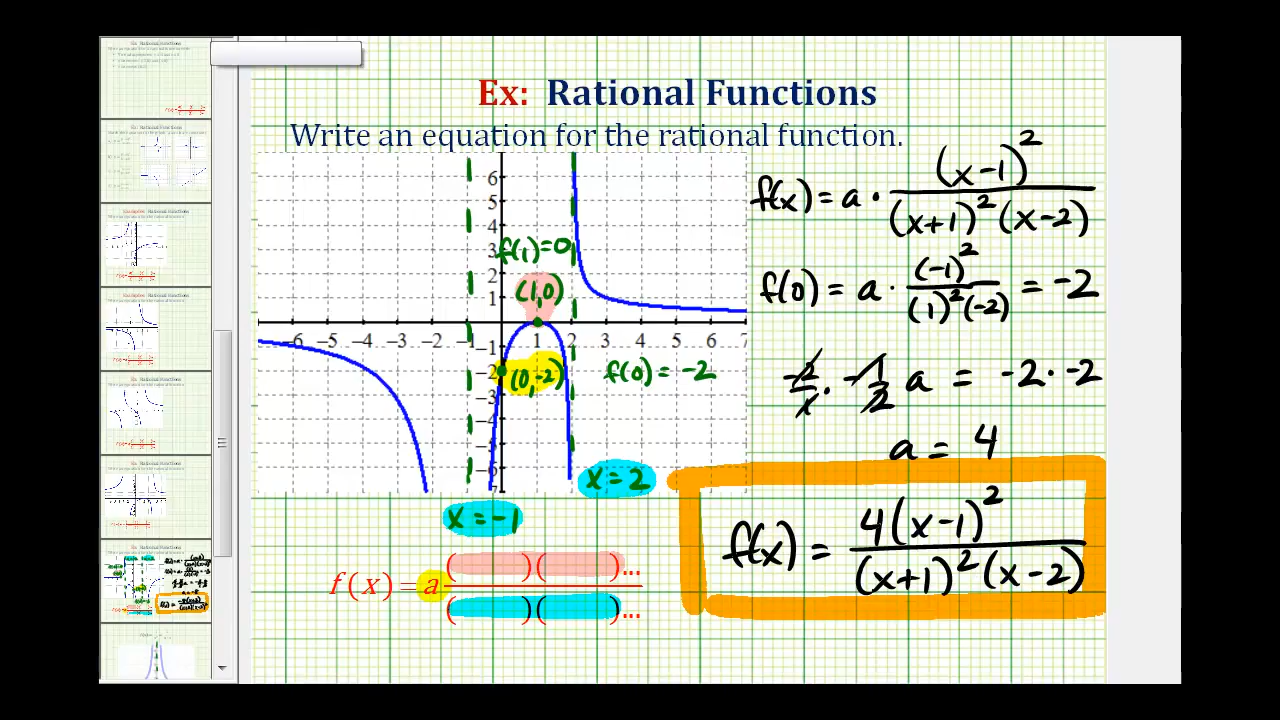 Ex: Rational Functions
Write an equation for the rational function.
6
5
4
3
2
1
-6 -5 -4 -3 -2 -1 1 2 3 4 5 6 7
-1
-2
-3
-4
-5
-6
-7
f(1)=0
(1,0)
(0,-2)
f(0) = -2
x = 2
x = -1
f(x) = a ( )( )... / ( )( )...
f(x) = a · (x-1)² / (x+1)² (x-2)
f(0) = a · (-1)² / (1)² (-2) = -2
-2/1 · -1/2 a = -2 · -2
a = 4
f(x) = 4(x-1)² / (x+1)² (x-2)